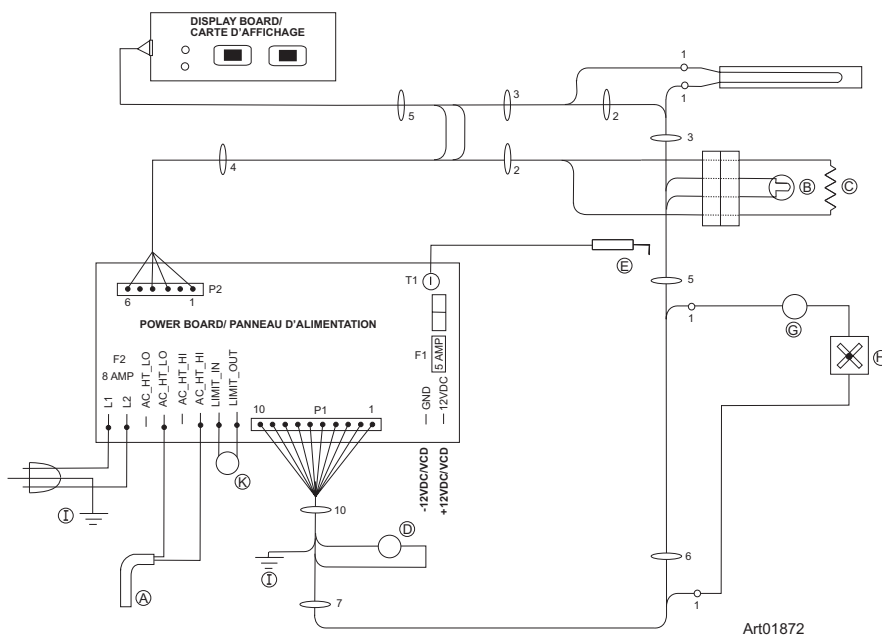 DISPLAY BOARD/
CARTE D'AFFICHAGE
1
1
5
3
2
3
4
2
B
C
E
T1
5
6
1
P2
POWER BOARD/ PANNEAU D'ALIMENTATION
1
G
H
F2
8 AMP
L1
L2
AC_HT_LO
AC_HT_LO
AC_HT_HI
AC_HT_HI
LIMIT_IN
LIMIT_OUT
F1
5 AMP
GND
12VDC
10
P1
1
-12VDC/VCD
+12VDC/VCD
K
I
10
D
I
A
7
6
1
Art01872